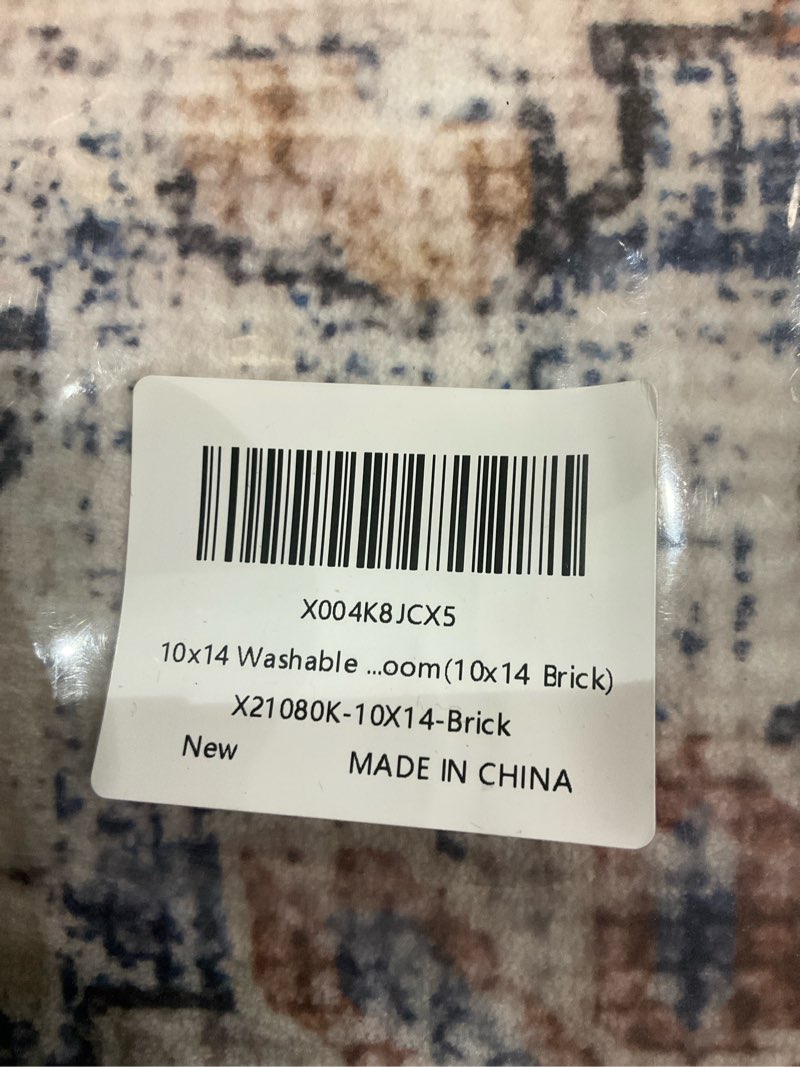 X004K8JCX5
10x14 Washable ...oom(10x14 Brick)
X21080K-10X14-Brick
New MADE IN CHINA